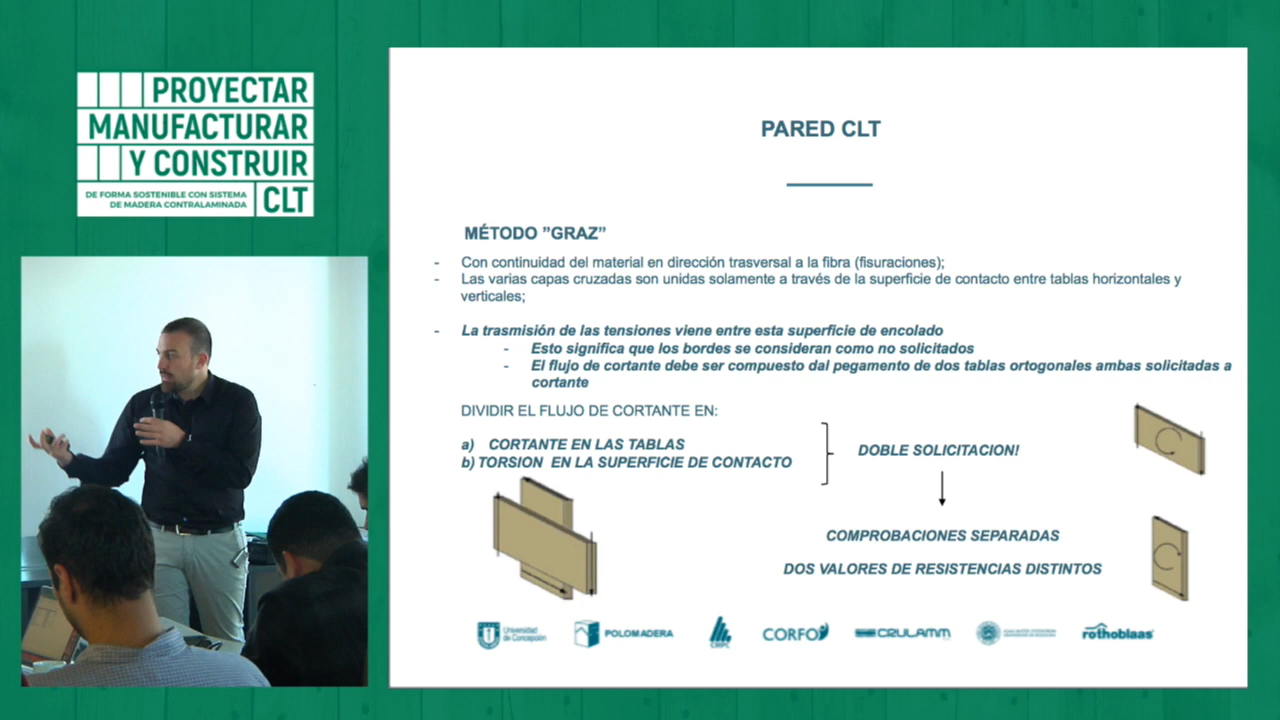 PROYECTAR
MANUFACTURAR
Y CONSTRUIR
DE FORMA SOSTENIBLE CON SISTEMA
DE MADERA CONTRALAMINADA
CLT
PARED CLT
MÉTODO ”GRAZ”
- Con continuidad del material en dirección trasversal a la fibra (fisuraciones);
- Las varias capas cruzadas son unidas solamente a través de la superficie de contacto entre tablas horizontales y
verticales;
- La trasmisión de las tensiones viene entre esta superficie de encolado
- Esto significa que los bordes se consideran como no solicitados
- El flujo de cortante debe ser compuesto dal pegamento de dos tablas ortogonales ambas solicitadas a
cortante
DIVIDIR EL FLUJO DE CORTANTE EN:
a) CORTANTE EN LAS TABLAS
b) TORSION EN LA SUPERFICIE DE CONTACTO
DOBLE SOLICITACION!
COMPROBACIONES SEPARADAS
DOS VALORES DE RESISTENCIAS DISTINTOS
Universidad
de Concepción
POLOMADERA
CMPC
CORFO
CRULAMM
rothoblaas